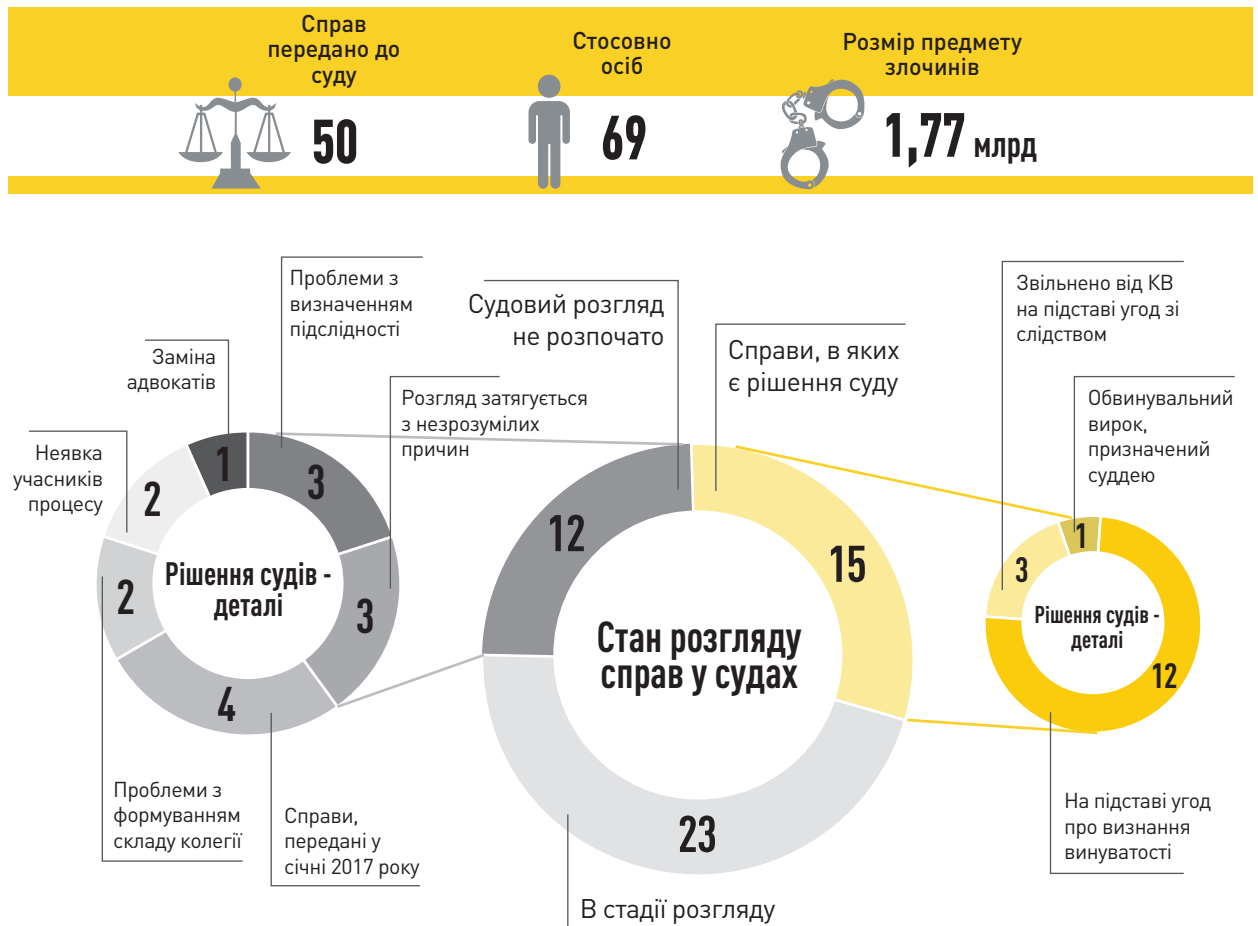 Справ
передано до
суду
50
Стосовно
осіб
69
Розмір предмету
злочинів
1,77 млрд
Проблеми з
визначенням
підслідності
Заміна
адвокатів
Неявка
учасників
процесу
Розгляд затягується
з незрозумілих
причин
1
3
2
2
3
4
Рішення судів -
деталі
Проблеми з
формуванням
складу колегії
Справи,
передані у
січні 2017 року
Судовий розгляд
не розпочато
Справи, в яких
є рішення суду
12
15
Стан розгляду
справ у судах
23
В стадії розгляду
Звільнено від КВ
на підставі угод зі
слідством
Обвинувальний
вирок,
призначений
суддею
1
3
Рішення судів -
деталі
12
На підставі угод
про визнання
винуватості